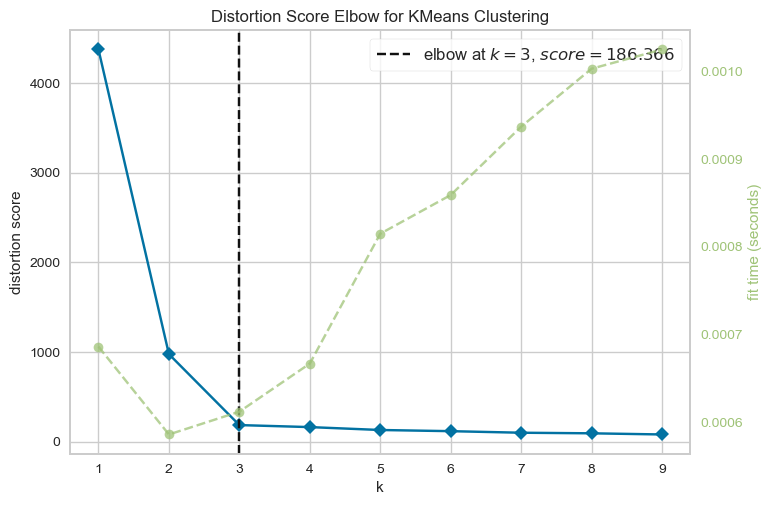 Distortion Score Elbow for KMeans Clustering
elbow at k = 3, score = 186.366
distortion score
4000
3000
2000
1000
0
0.0010
0.0009
0.0008
0.0007
0.0006
fit time (seconds)
1 2 3 4 5 6 7 8 9
k